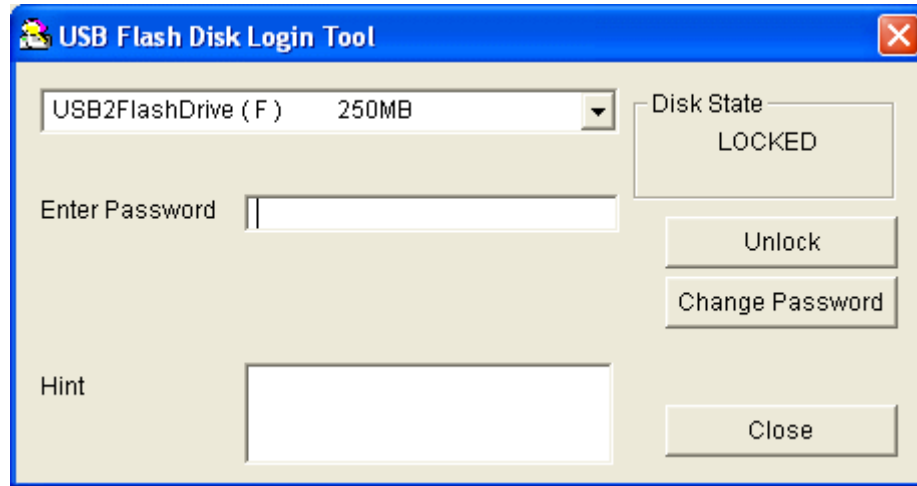 USB Flash Disk Login Tool
USB2FlashDrive ( F ) 250MB
Disk State
LOCKED
Enter Password
Unlock
Change Password
Hint
Close